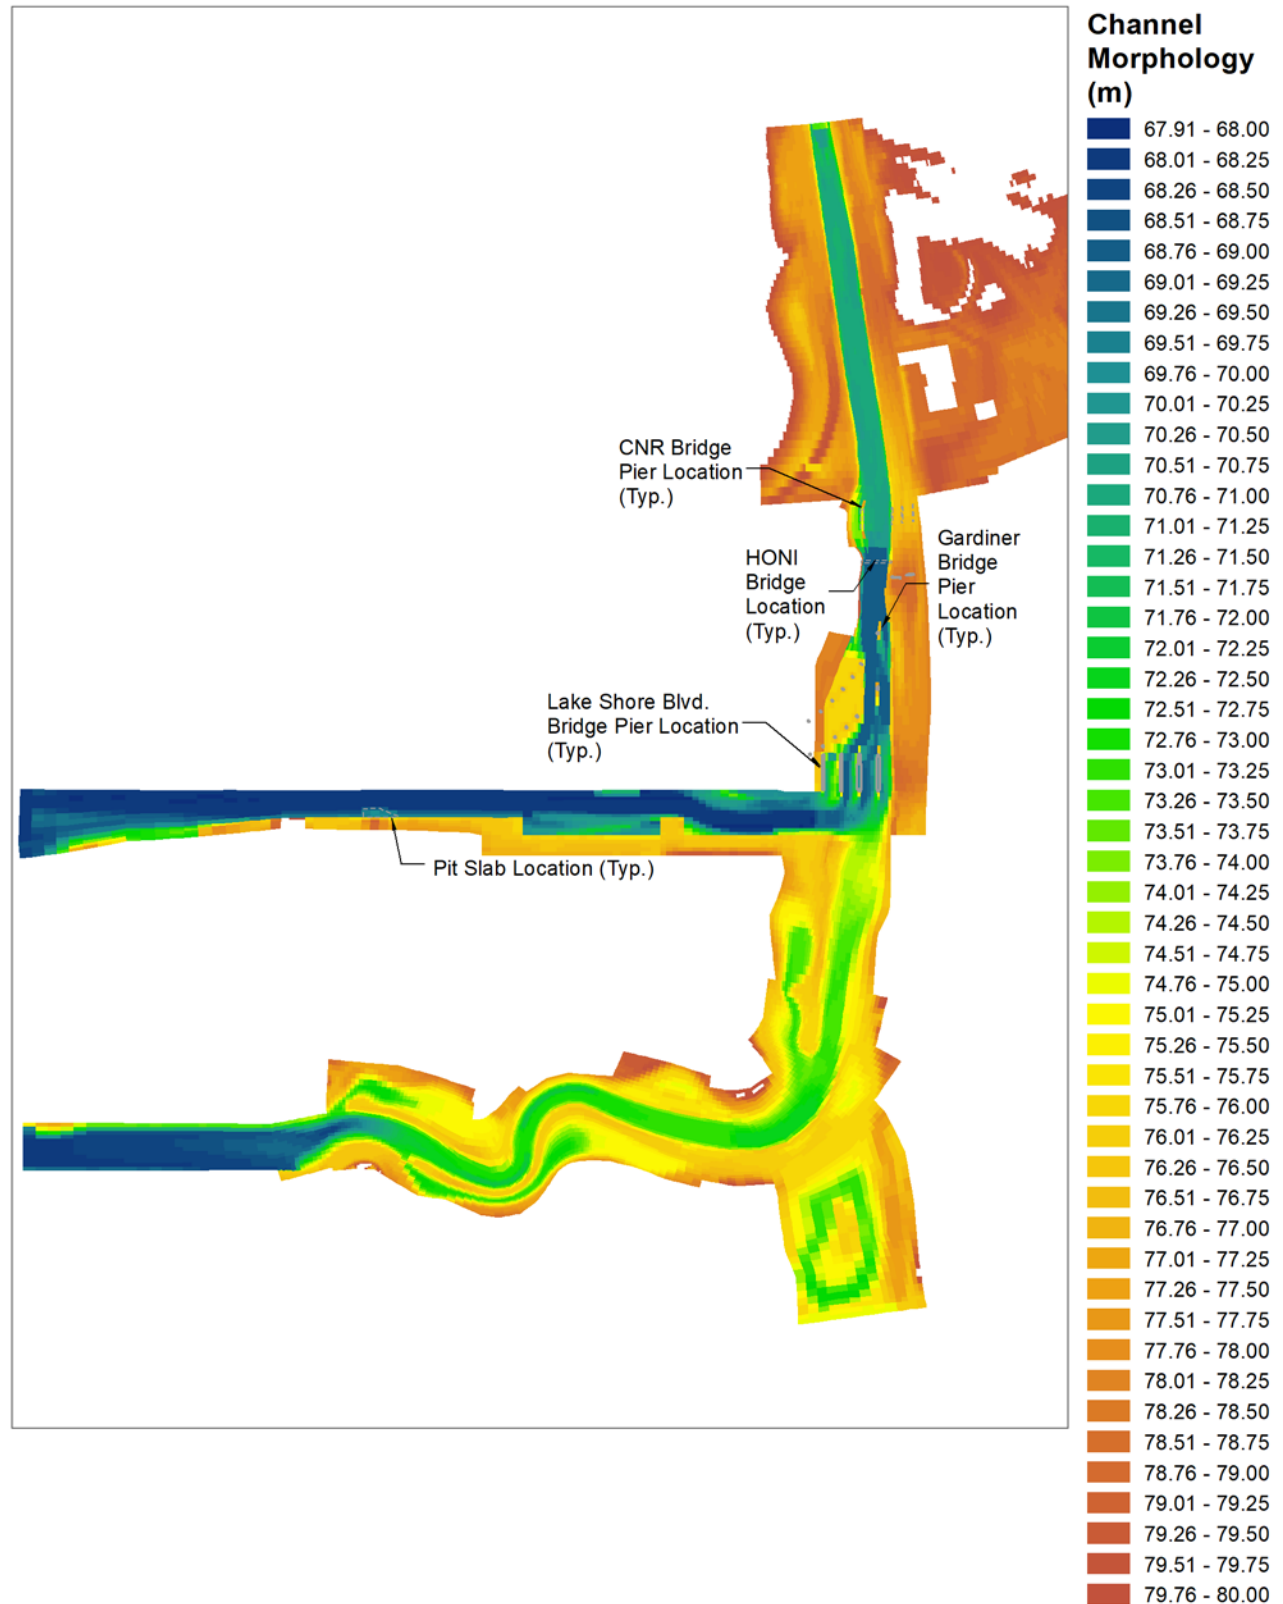 Channel
Morphology
(m)
67.91 - 68.00
68.01 - 68.25
68.26 - 68.50
68.51 - 68.75
68.76 - 69.00
69.01 - 69.25
69.26 - 69.50
69.51 - 69.75
69.76 - 70.00
70.01 - 70.25
70.26 - 70.50
70.51 - 70.75
70.76 - 71.00
71.01 - 71.25
71.26 - 71.50
71.51 - 71.75
71.76 - 72.00
72.01 - 72.25
72.26 - 72.50
72.51 - 72.75
72.76 - 73.00
73.01 - 73.25
73.26 - 73.50
73.51 - 73.75
73.76 - 74.00
74.01 - 74.25
74.26 - 74.50
74.51 - 74.75
74.76 - 75.00
75.01 - 75.25
75.26 - 75.50
75.51 - 75.75
75.76 - 76.00
76.01 - 76.25
76.26 - 76.50
76.51 - 76.75
76.76 - 77.00
77.01 - 77.25
77.26 - 77.50
77.51 - 77.75
77.76 - 78.00
78.01 - 78.25
78.26 - 78.50
78.51 - 78.75
78.76 - 79.00
79.01 - 79.25
79.26 - 79.50
79.51 - 79.75
79.76 - 80.00
CNR Bridge
Pier Location
(Typ.)
HONI
Bridge
Location
(Typ.)
Gardiner
Bridge
Pier
Location
(Typ.)
Lake Shore Blvd.
Bridge Pier Location
(Typ.)
Pit Slab Location (Typ.)